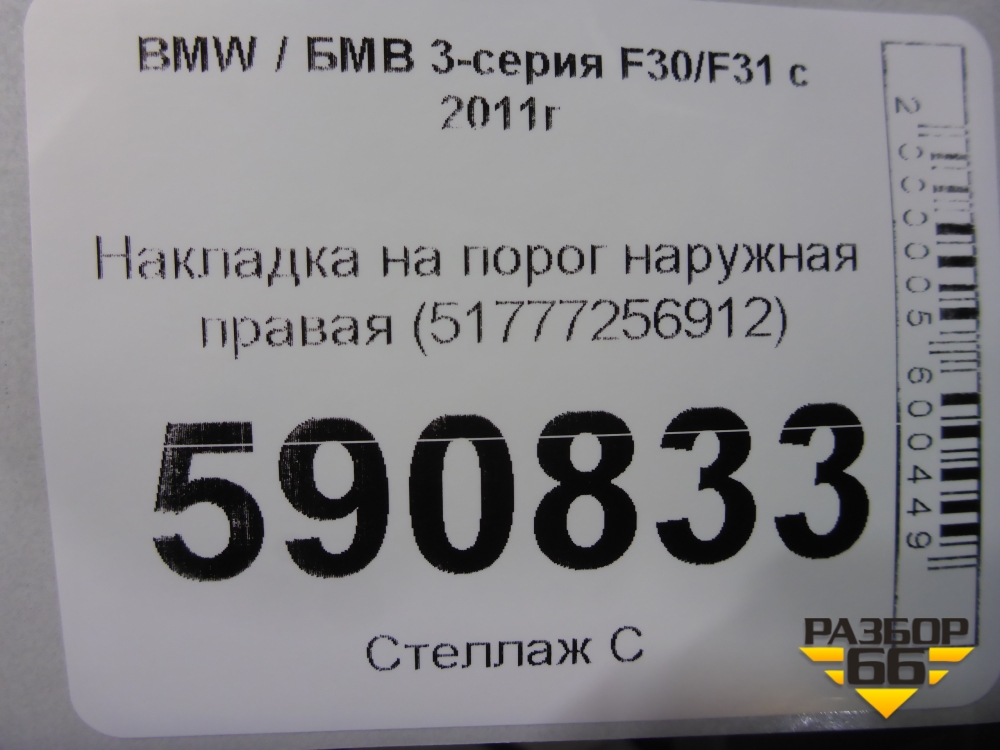 BMW / БМВ 3-серия F30/F31 с
2011г
Накладка на порог наружная
правая (51777256912)
590833
Стеллаж С
2000005600449
РАЗБОР
66